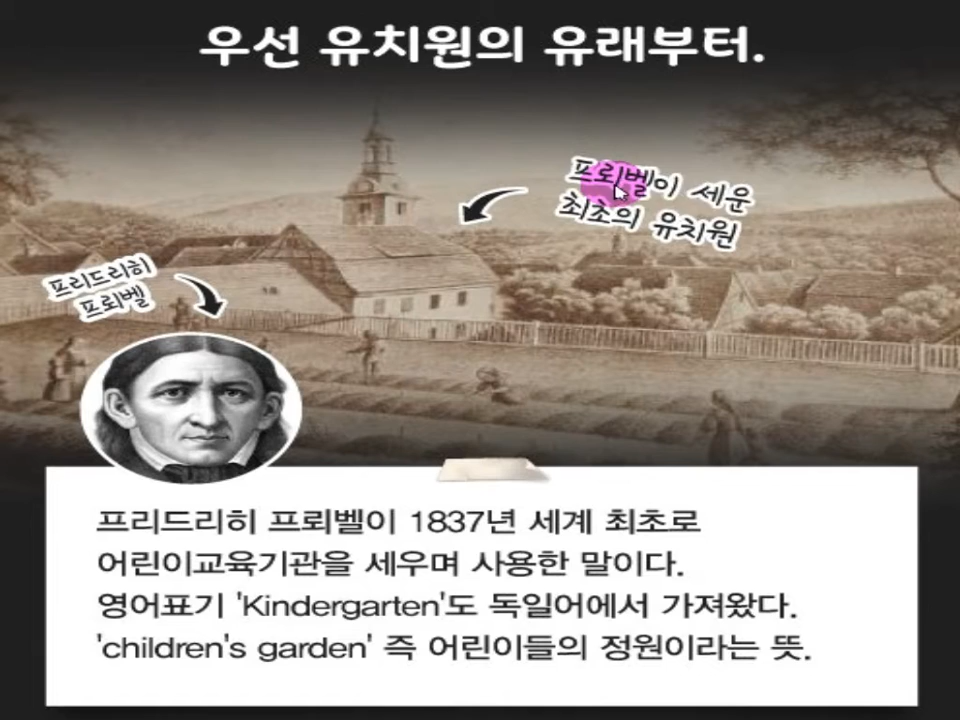 우선 유치원의 유래부터.
프뢰벨이 세운
최초의 유치원
프리드리히
프뢰벨
프리드리히 프뢰벨이 1837년 세계 최초로
어린이교육기관을 세우며 사용한 말이다.
영어표기 'Kindergarten'도 독일어에서 가져왔다.
'children's garden' 즉 어린이들의 정원이라는 뜻.